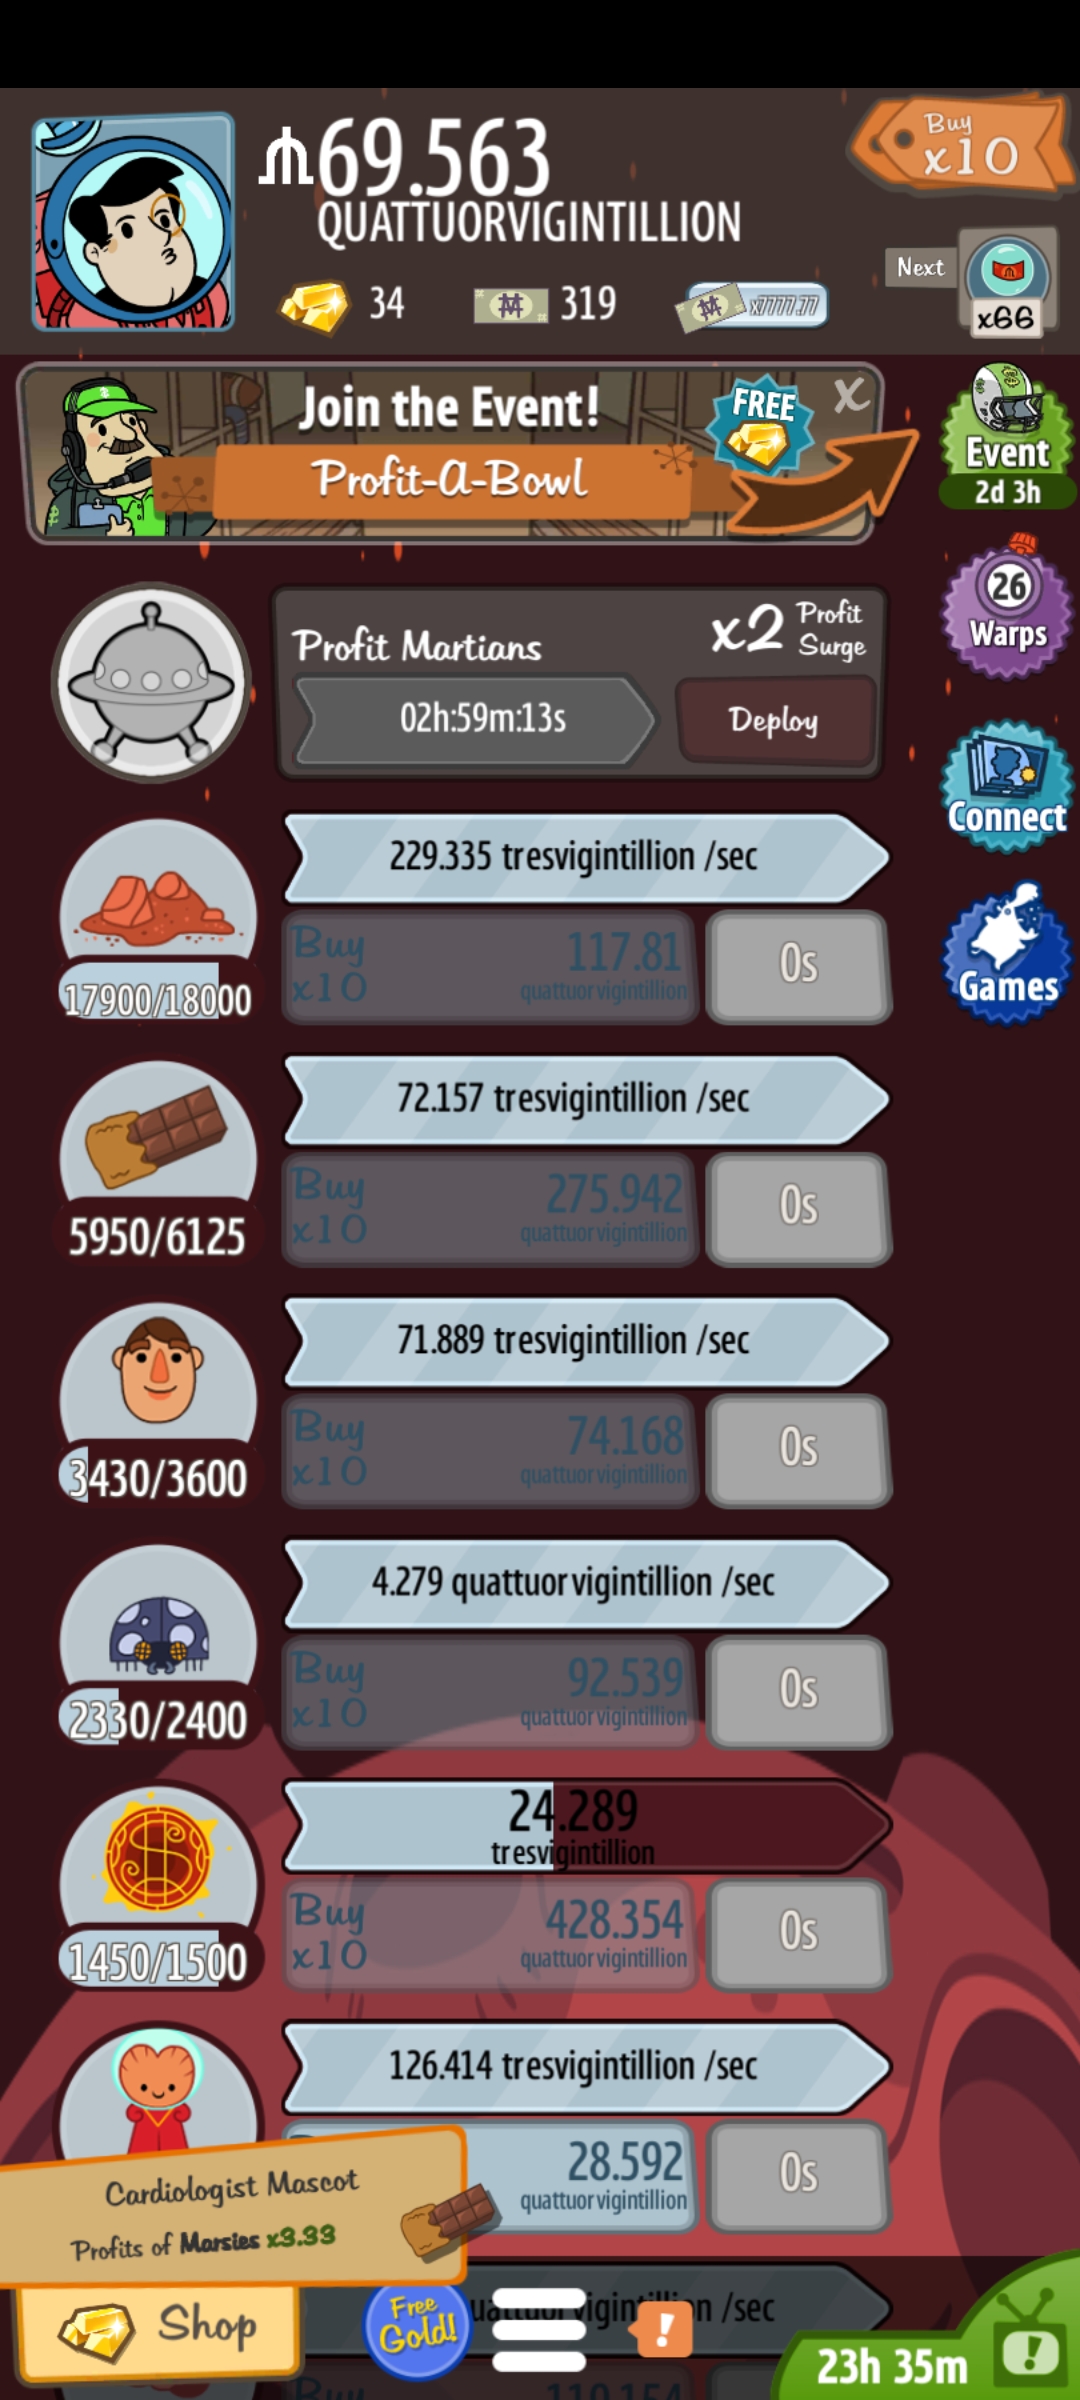 69.563
QUATTUORVIGINTILLION
Buy
x10
34
319
x7777.77
Next
x66
Join the Event!
Profit-A-Bowl
FREE
X
Event
2d 3h
Profit Martians
x2 Profit Surge
02h:59m:13s
Deploy
26
Warps
229.335 tresvigintillion /sec
Buy x10
117.81
quattuorvigintillion
0s
17900/18000
Connect
Games
72.157 tresvigintillion /sec
Buy x10
275.942
quattuorvigintillion
0s
5950/6125
71.889 tresvigintillion /sec
Buy x10
74.168
quattuorvigintillion
0s
3430/3600
4.279 quattuorvigintillion /sec
Buy x10
92.539
quattuorvigintillion
0s
2330/2400
24.289
tresvigintillion
Buy x10
428.354
quattuorvigintillion
0s
1450/1500
126.414 tresvigintillion /sec
28.592
quattuorvigintillion
0s
Cardiologist Mascot
Profits of Marsies x3.33
Shop
Free Gold!
/sec
!
23h 35m
!
Buy